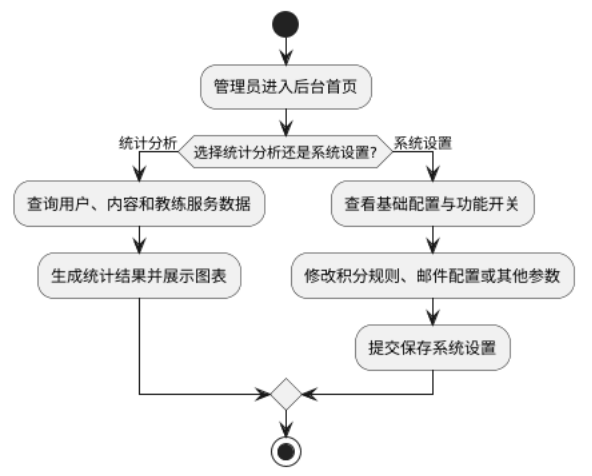 管理员进入后台首页
统计分析
选择统计分析还是系统设置?
系统设置
查询用户、内容和教练服务数据
查看基础配置与功能开关
生成统计结果并展示图表
修改积分规则、邮件配置或其他参数
提交保存系统设置